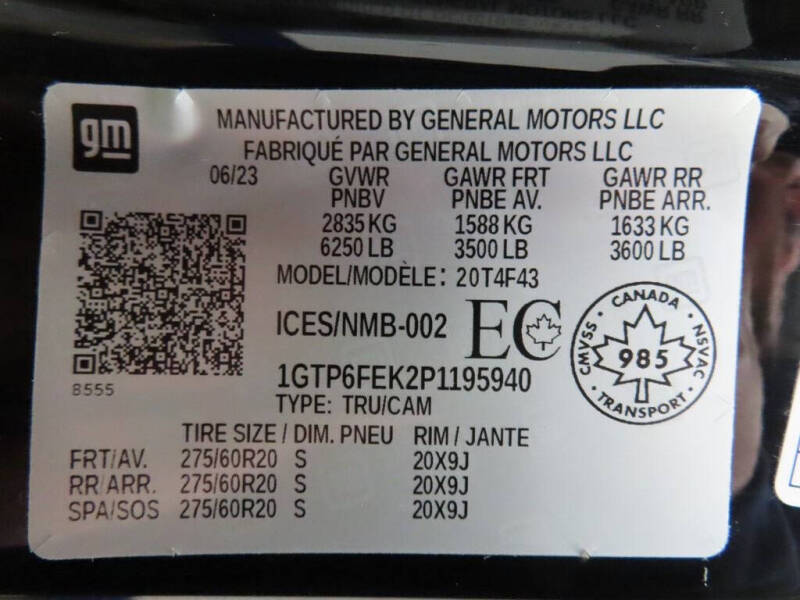 gm
MANUFACTURED BY GENERAL MOTORS LLC
FABRIQUÉ PAR GENERAL MOTORS LLC
06/23 GVWR GAWR FRT GAWR RR
PNBV PNBE AV. PNBE ARR.
2835 KG 1588 KG 1633 KG
6250 LB 3500 LB 3600 LB
MODEL/MODÈLE: 20T4F43
ICES/NMB-002 EC
CANADA
CMVSS 985 NSVAC
TRANSPORT
8555
1GTP6FEK2P1195940
TYPE: TRU/CAM
TIRE SIZE / DIM. PNEU RIM / JANTE
FRT/AV. 275/60R20 S 20X9J
RR/ARR. 275/60R20 S 20X9J
SPA/SOS 275/60R20 S 20X9J